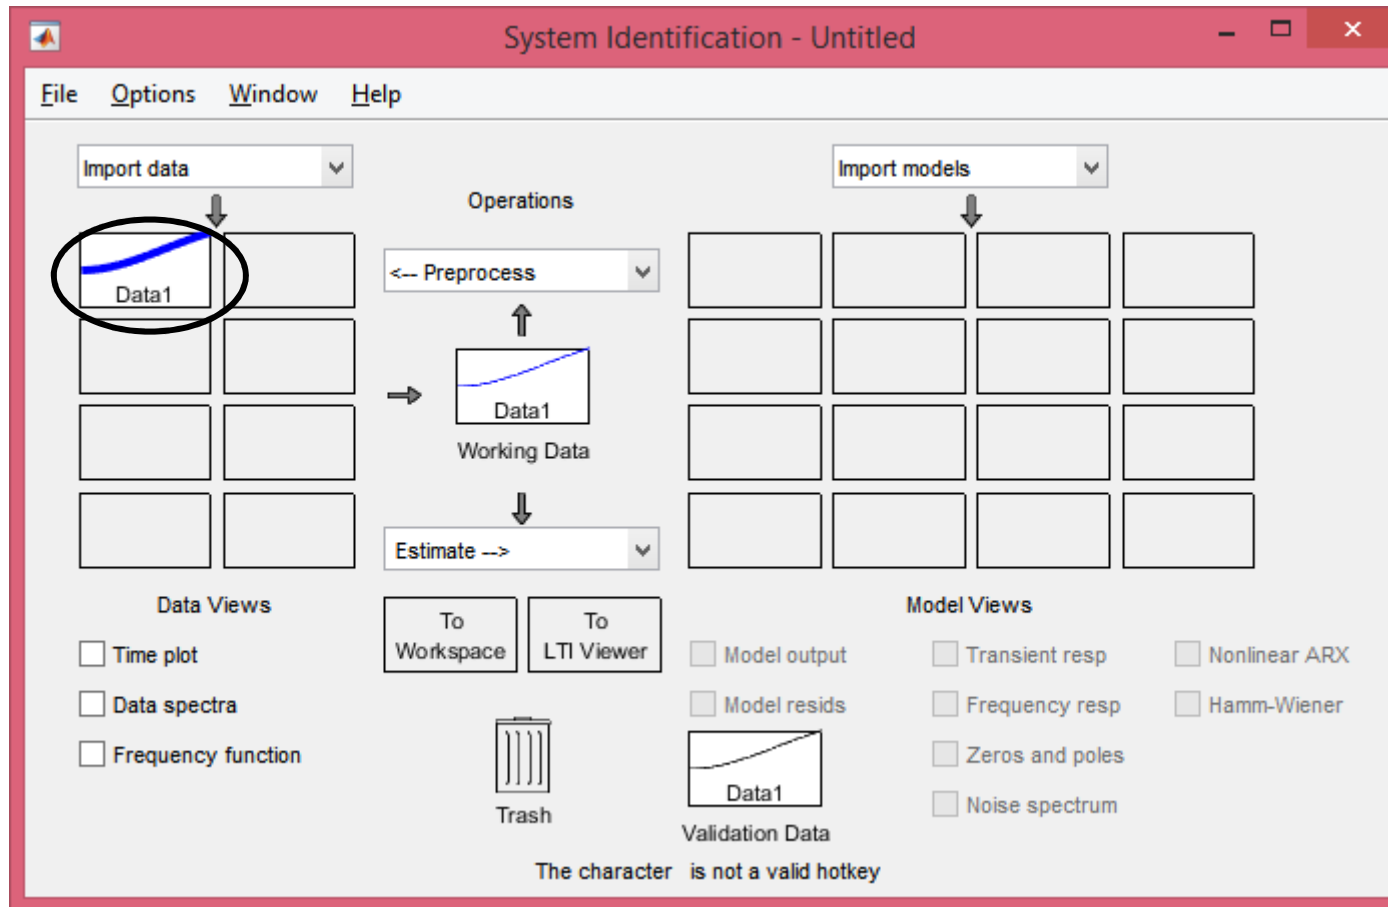 System Identification - Untitled
File Options Window Help
Import data
Import models
Operations
Data1
<-- Preprocess
Data1
Working Data
Estimate -->
Data Views
Time plot
Data spectra
Frequency function
To
Workspace
To
LTI Viewer
Trash
Model Views
Model output
Model resids
Transient resp
Frequency resp
Zeros and poles
Noise spectrum
Nonlinear ARX
Hamm-Wiener
Data1
Validation Data
The character is not a valid hotkey